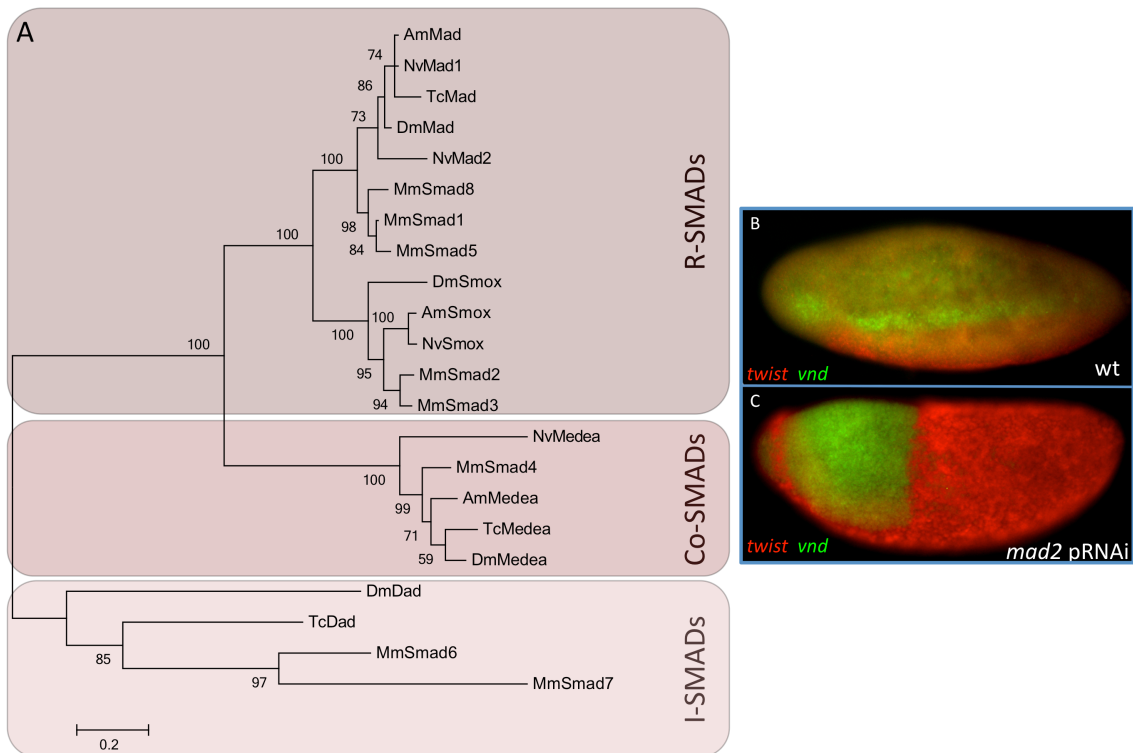 A
AmMad
74
NvMad1
86
TcMad
73
DmMad
100
NvMad2
MmSmad8
98
MmSmad1
84
MmSmad5
100
R-SMADs
DmSmox
100
AmSmox
100
NvSmox
95
MmSmad2
94
MmSmad3
100
NvMedea
100
MmSmad4
99
AmMedea
71
TcMedea
59
DmMedea
Co-SMADs
DmDad
TcDad
85
MmSmad6
97
MmSmad7
I-SMADs
0.2
B
twist vnd
wt
C
twist vnd
mad2 pRNAi